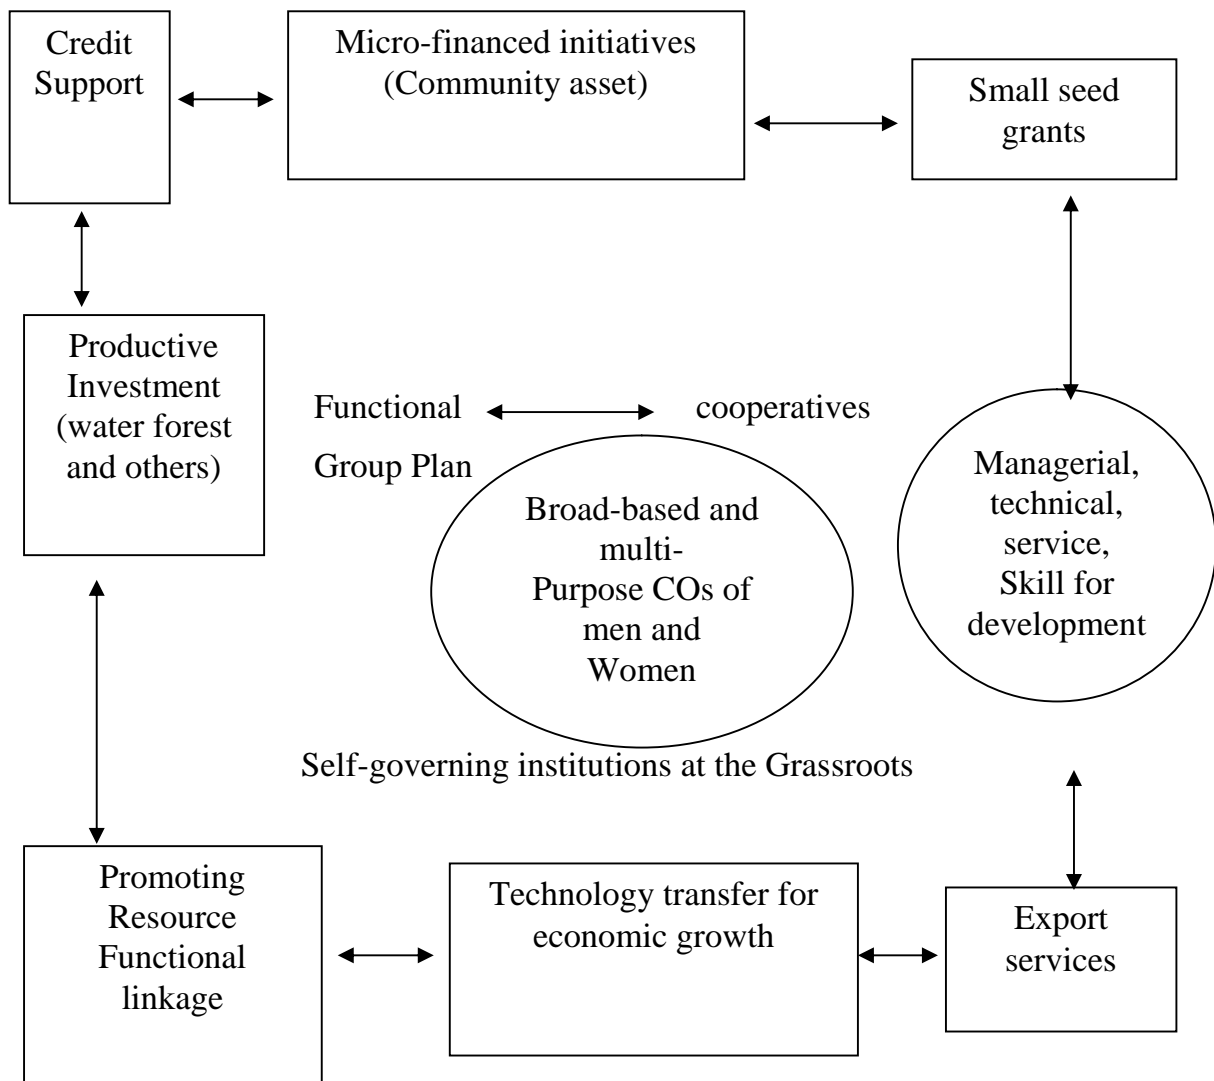 Credit
Support
Micro-financed initiatives
(Community asset)
Small seed
grants
Productive
Investment
(water forest
and others)
Functional
cooperatives
Group Plan
Broad-based and
multi-
Purpose COs of
men and
Women
Managerial,
technical,
service,
Skill for
development
Self-governing institutions at the Grassroots
Promoting
Resource
Functional
linkage
Technology transfer for
economic growth
Export
services